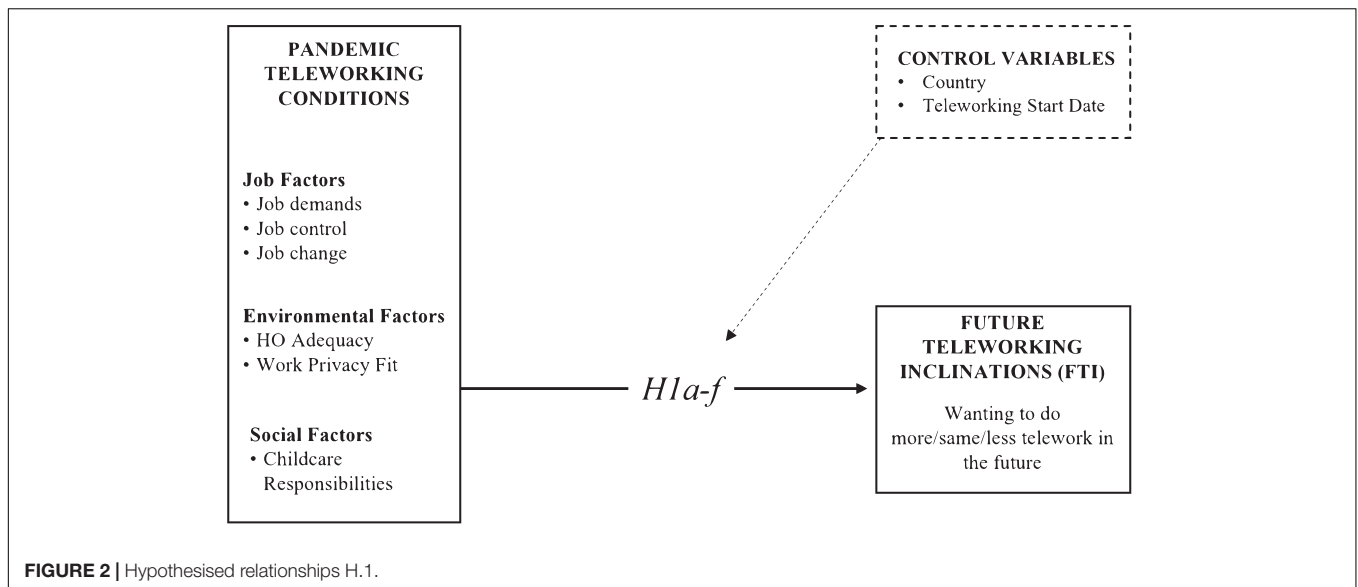 PANDEMIC
TELEWORKING
CONDITIONS
Job Factors
• Job demands
• Job control
• Job change
Environmental Factors
• HO Adequacy
• Work Privacy Fit
Social Factors
• Childcare
Responsibilities
CONTROL VARIABLES
• Country
• Teleworking Start Date
H1a-f
FUTURE
TELEWORKING
INCLINATIONS (FTI)
Wanting to do
more/same/less telework in
the future
FIGURE 2 | Hypothesised relationships H.1.